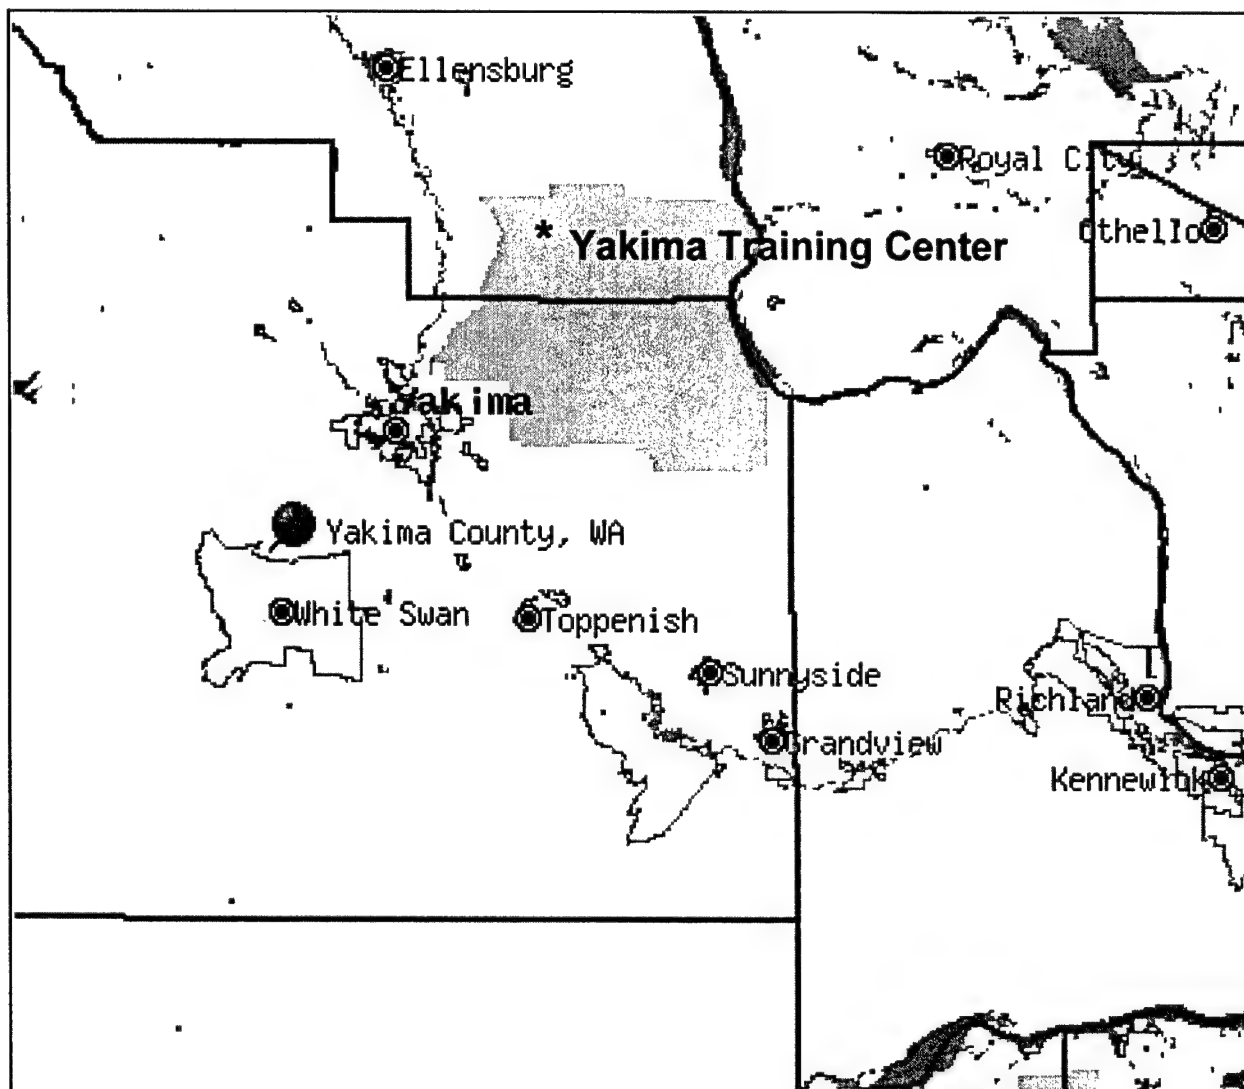 Ellensburg
Royal City
Othello
* Yakima Training Center
Yakima
Yakima County, WA
White Swan
Toppenish
Sunnyside
Richland
Grandview
Kennewick